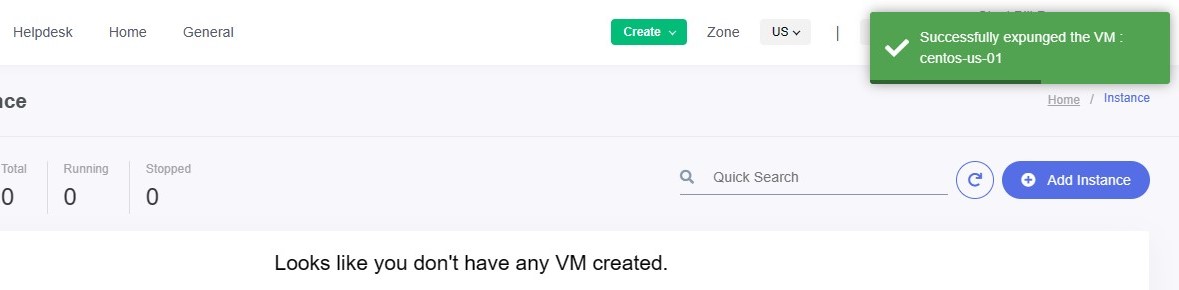 Helpdesk Home General Create Zone US |
Successfully expunged the VM :
centos-us-01
nce
Home / Instance
Total Running Stopped
0 0 0
Quick Search
Add Instance
Looks like you don't have any VM created.